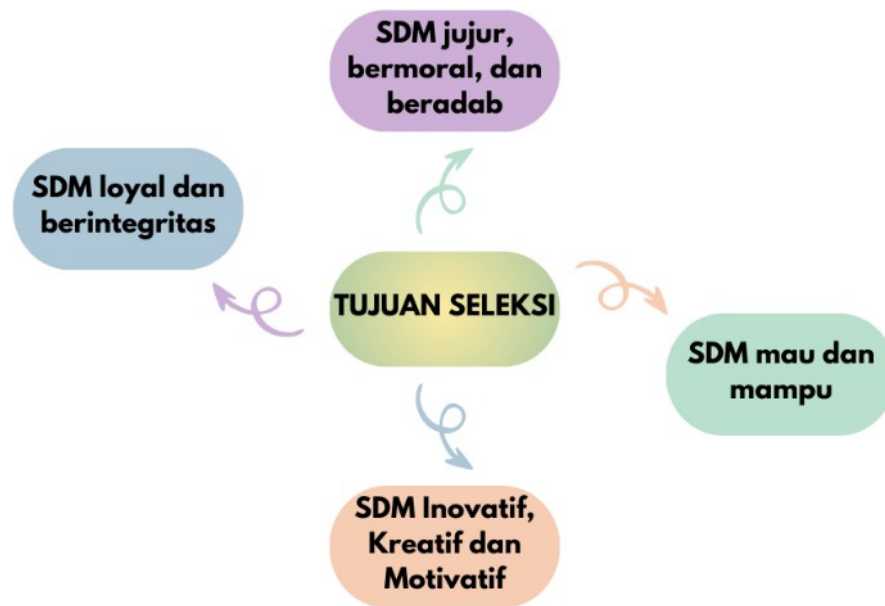 SDM jujur,
bermoral, dan
beradab
SDM loyal dan
berintegritas
TUJUAN SELEKSI
SDM mau dan
mampu
SDM Inovatif,
Kreatif dan
Motivatif